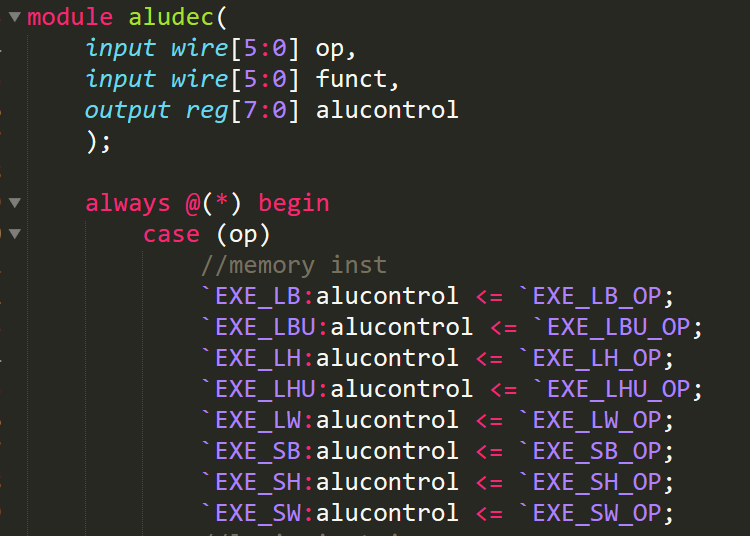 module aludec(
    input wire[5:0] op,
    input wire[5:0] funct,
    output reg[7:0] alucontrol
    );
    always @(*) begin
        case (op)
            //memory inst
            `EXE_LB:alucontrol <= `EXE_LB_OP;
            `EXE_LBU:alucontrol <= `EXE_LBU_OP;
            `EXE_LH:alucontrol <= `EXE_LH_OP;
            `EXE_LHU:alucontrol <= `EXE_LHU_OP;
            `EXE_LW:alucontrol <= `EXE_LW_OP;
            `EXE_SB:alucontrol <= `EXE_SB_OP;
            `EXE_SH:alucontrol <= `EXE_SH_OP;
            `EXE_SW:alucontrol <= `EXE_SW_OP;